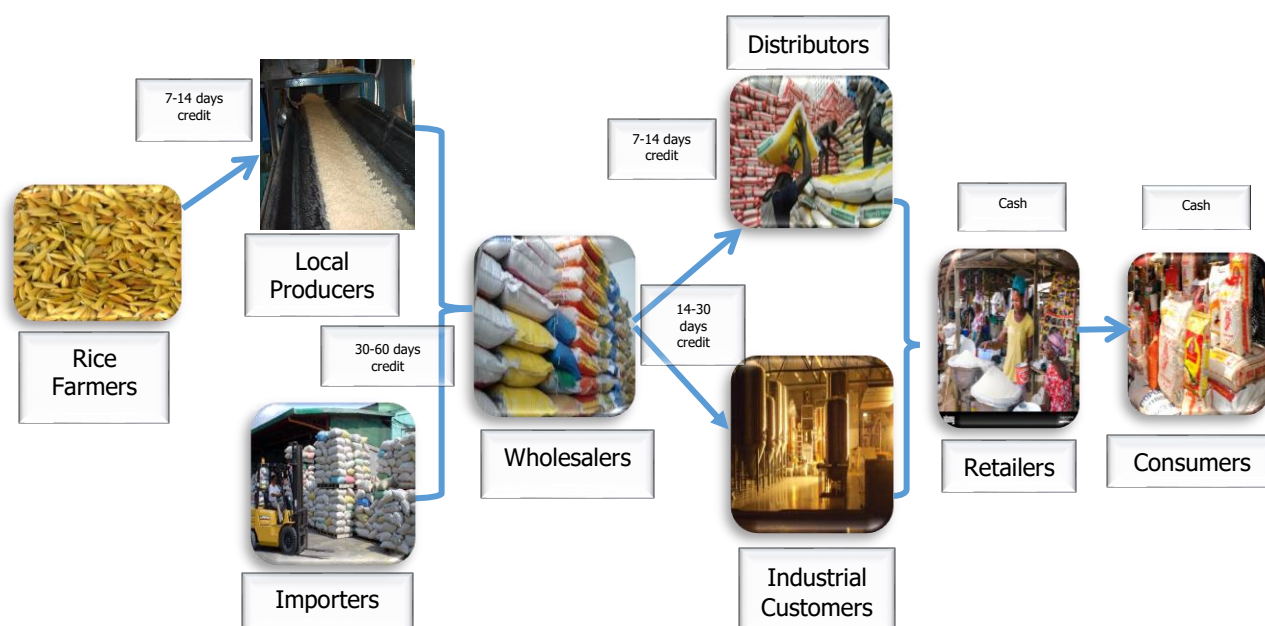 Distributors
7-14 days
credit
7-14 days
credit
Cash
Cash
Local
Producers
14-30
days
credit
30-60 days
credit
Rice
Farmers
Wholesalers
Retailers
Consumers
Importers
Industrial
Customers